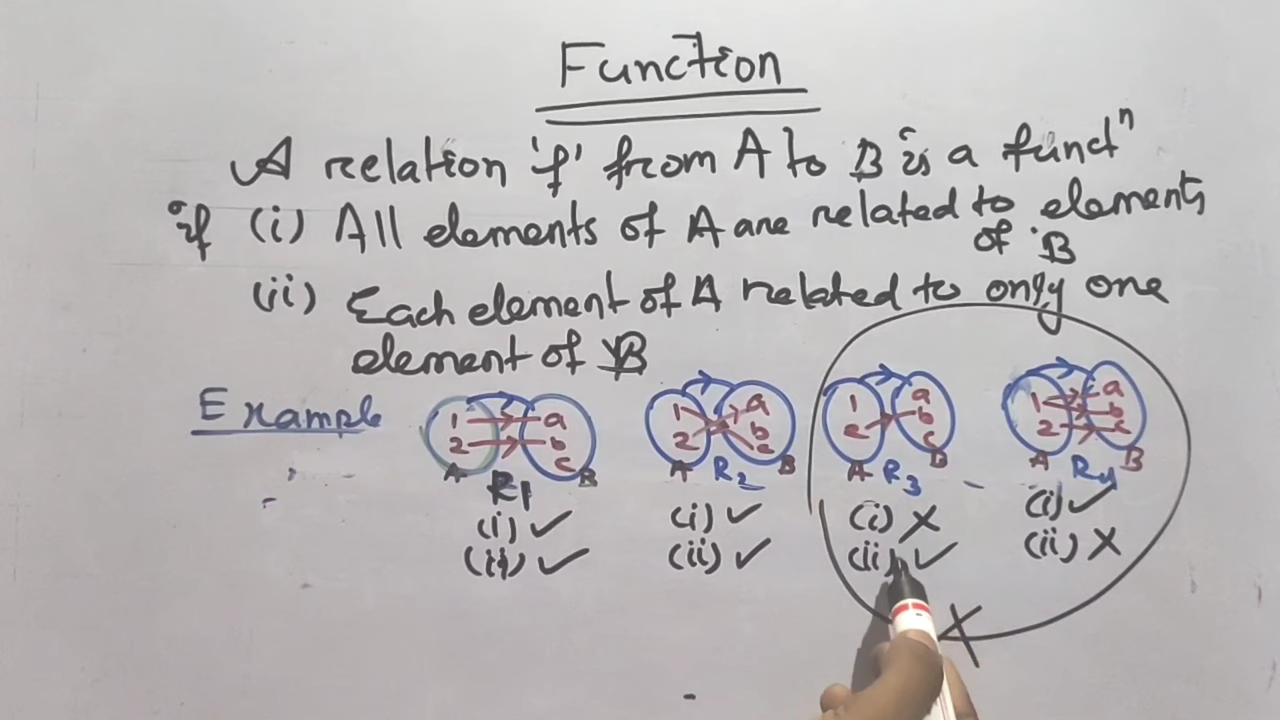 Function
A relation 'f' from A to B is a functⁿ
if (i) All elements of A are related to elements
of B
(ii) Each element of A related to only one
element of B
Example
1 a 1 a 1 a 1 a
2 b 2 b 2 b 2 b
c c c c
A B A B A B A B
R1 R2 R3 R4
(i) ✓ (i) ✓ (i) X (i) ✓
(ii) ✓ (ii) ✓ (ii) ✓ (ii) X
X